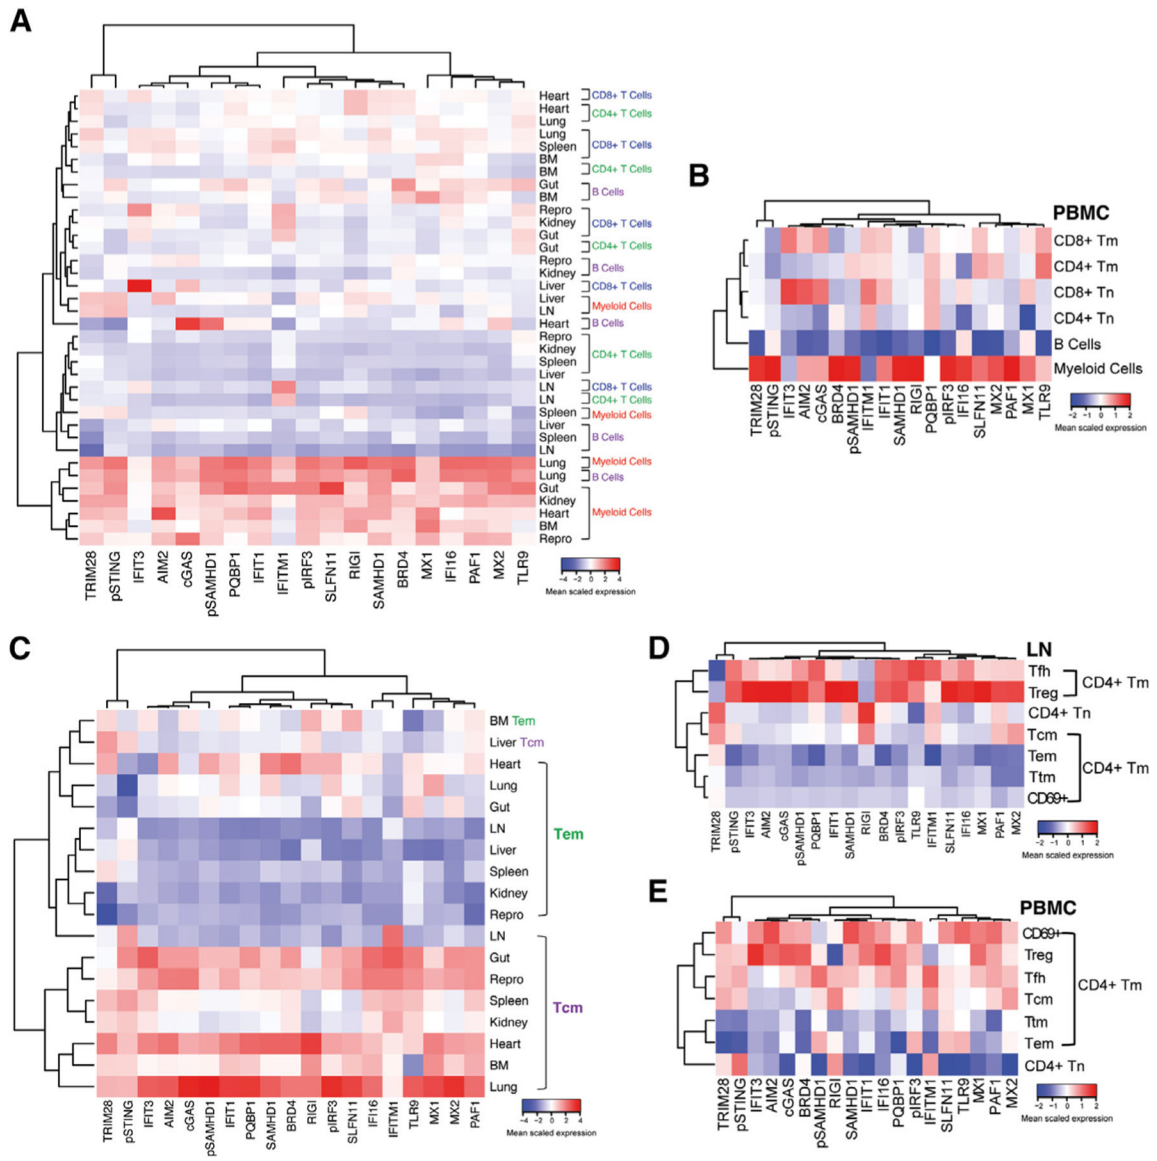 A
Heart CD8+ T Cells
Heart CD4+ T Cells
Lung
Lung CD8+ T Cells
Spleen
BM
BM CD4+ T Cells
Gut B Cells
BM
Repro CD8+ T Cells
Kidney
Gut
Gut CD4+ T Cells
Repro B Cells
Kidney
Liver CD8+ T Cells
Liver Myeloid Cells
LN
Heart B Cells
Repro CD4+ T Cells
Kidney
Spleen
Liver
LN CD8+ T Cells
LN CD4+ T Cells
Spleen Myeloid Cells
Liver B Cells
Spleen
LN
Lung Myeloid Cells
Lung B Cells
Gut Myeloid Cells
Kidney
Heart
BM
Repro
TRIM28 pSTING IFIT3 AIM2 cGAS pSAMHD1 PQBP1 IFIT1 IFITM1 pIRF3 SLFN11 RIGI SAMHD1 BRD4 MX1 IFI16 PAF1 MX2 TLR9
-4 -2 0 2 4
Mean scaled expression
B
PBMC
CD8+ Tm
CD4+ Tm
CD8+ Tn
CD4+ Tn
B Cells
Myeloid Cells
TRIM28 pSTING IFIT3 AIM2 cGAS BRD4 pSAMHD1 IFITM1 IFIT1 SAMHD1 RIGI PQBP1 pIRF3 IFI16 SLFN11 MX2 PAF1 MX1 TLR9
-2 -1 0 1 2
Mean scaled expression
C
BM Tem
Liver Tcm
Heart
Lung
Gut
LN
Tem
Liver
Spleen
Kidney
Repro
LN
Gut
Repro
Spleen
Tcm
Kidney
Heart
BM
Lung
TRIM28 pSTING IFIT3 AIM2 cGAS pSAMHD1 IFIT1 PQBP1 SAMHD1 BRD4 RIGI pIRF3 SLFN11 IFI16 IFITM1 TLR9 MX1 MX2 PAF1
-4 -2 0 2 4
Mean scaled expression
D
LN
Tfh
CD4+ Tm
Treg
CD4+ Tn
Tcm
Tem
CD4+ Tm
Ttm
CD69+
TRIM28 pSTING IFIT3 AIM2 cGAS pSAMHD1 PQBP1 IFIT1 SAMHD1 RIGI BRD4 pIRF3 TLR9 IFITM1 SLFN11 IFI16 MX1 PAF1 MX2
-2 -1 0 1 2
Mean scaled expression
E
PBMC
CD69+
Treg
Tfh
CD4+ Tm
Tcm
Ttm
Tem
CD4+ Tn
TRIM28 pSTING IFIT3 AIM2 cGAS BRD4 pSAMHD1 RIGI SAMHD1 IFIT1 IFI16 PQBP1 pIRF3 IFITM1 SLFN11 TLR9 MX1 PAF1 MX2
-2 -1 0 1 2
Mean scaled expression